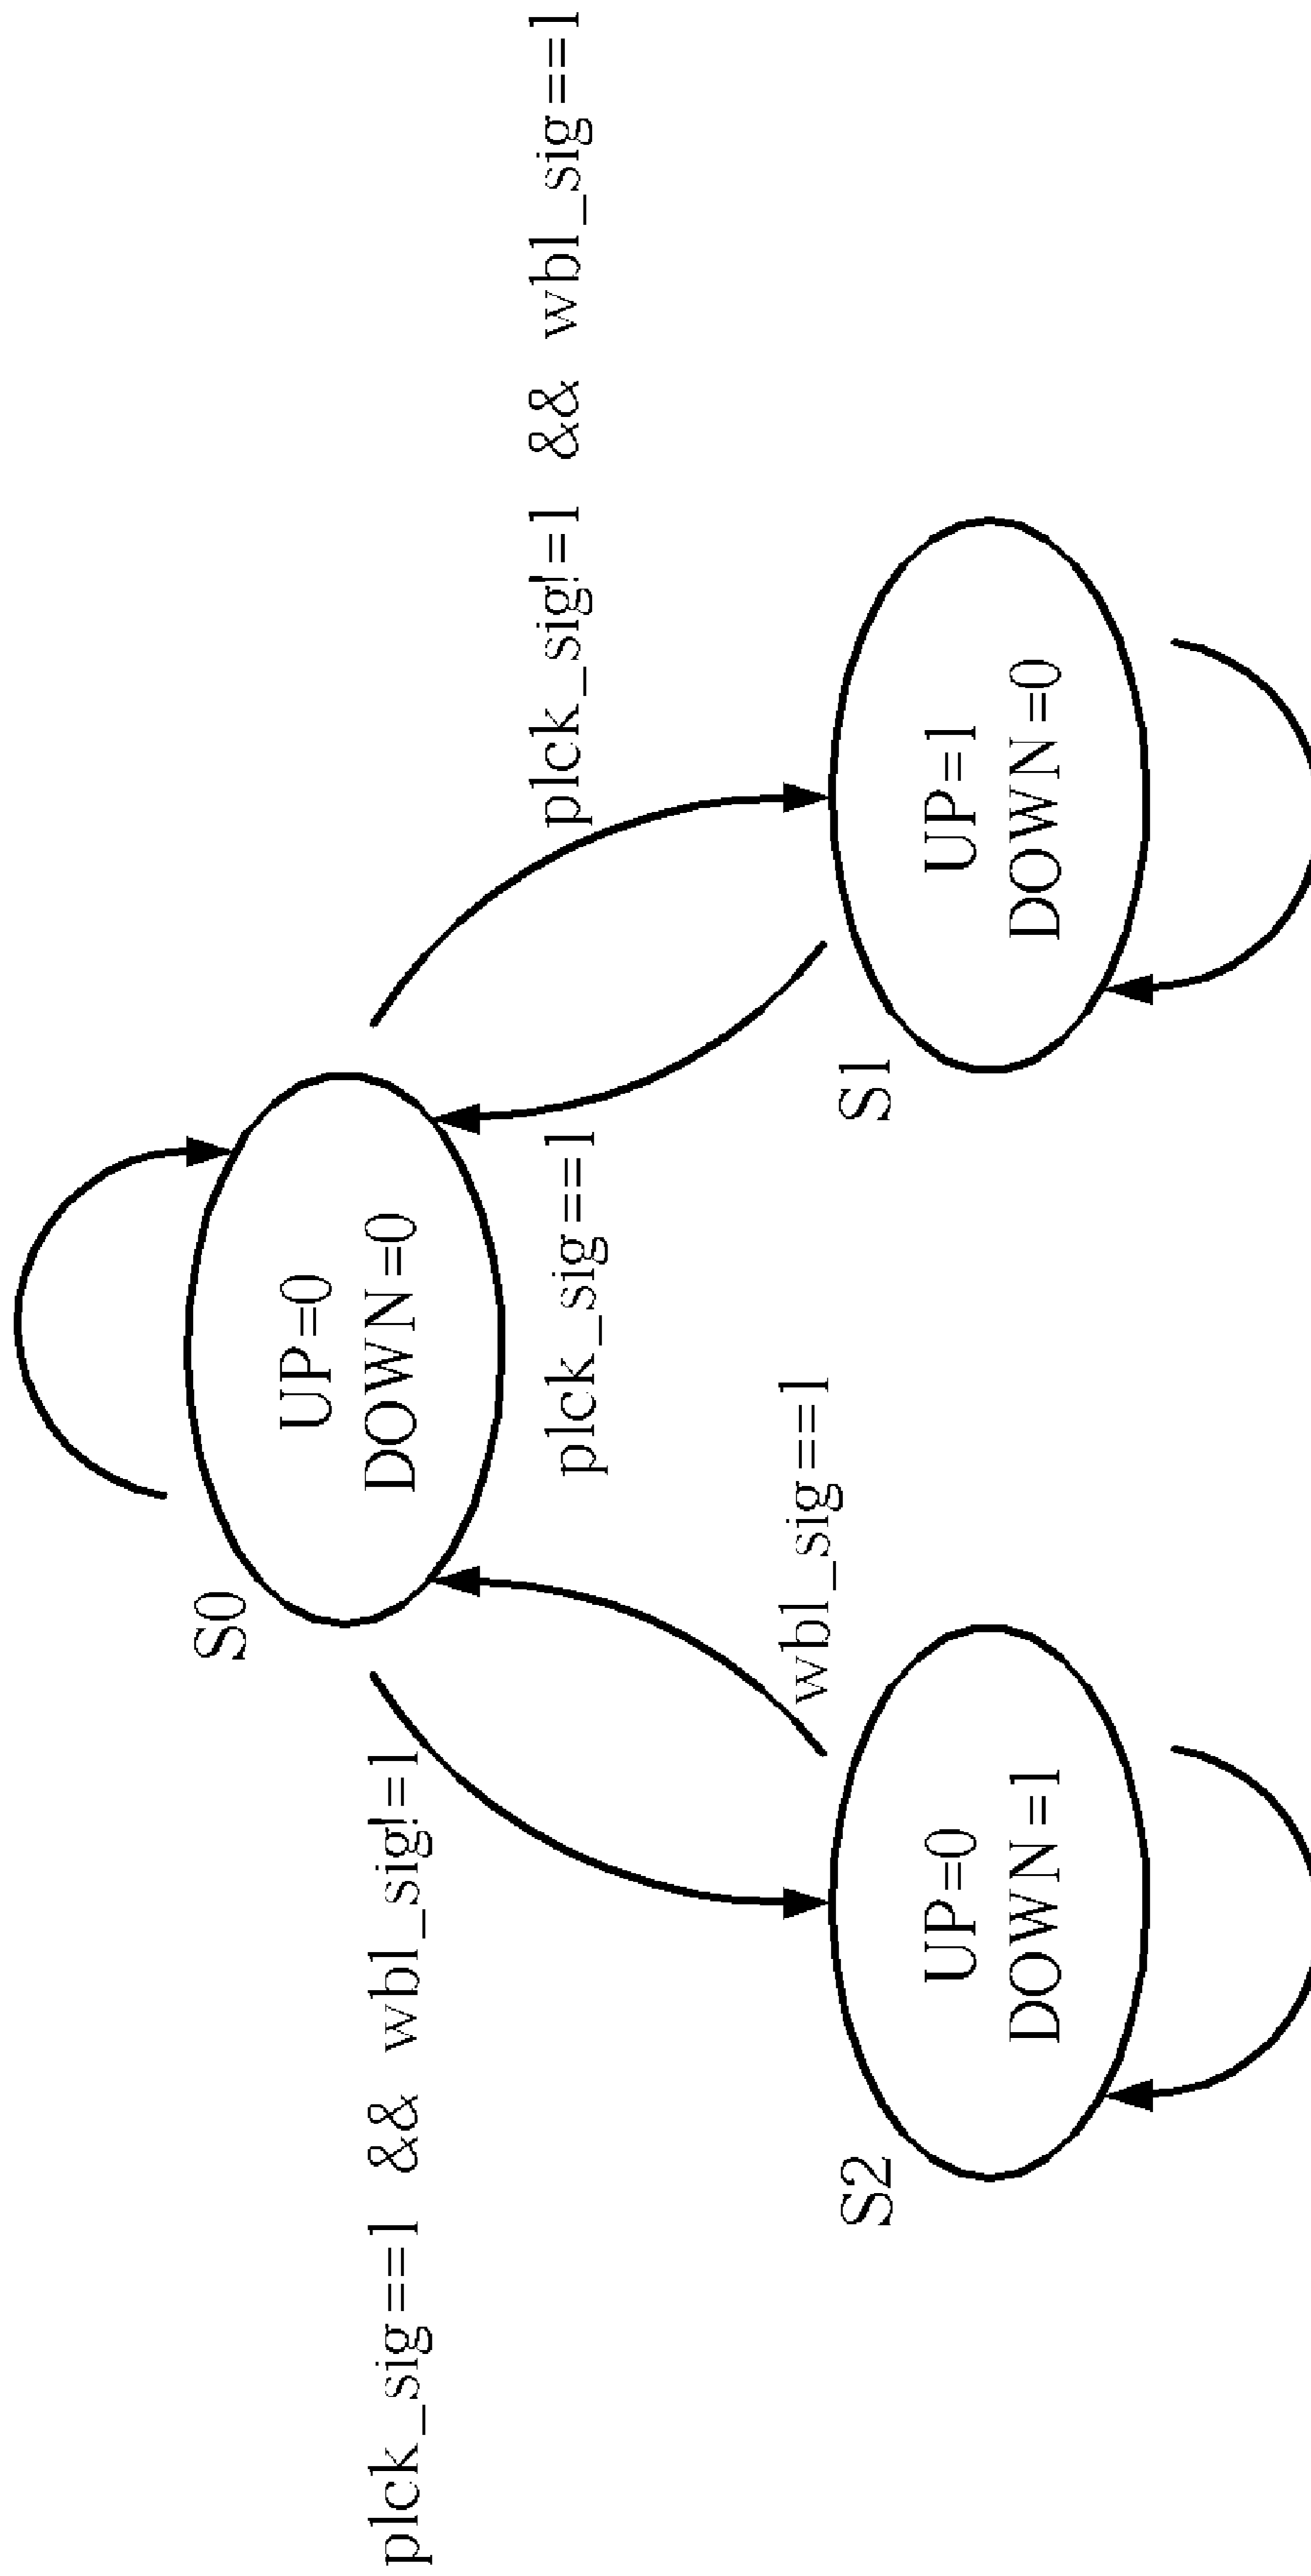 S0
UP=0
DOWN=0
plck_sig==1 && wbl_sig!=1
plck_sig!=1 && wbl_sig==1
plck_sig==1
wbl_sig==1
S2
UP=0
DOWN=1
S1
UP=1
DOWN=0